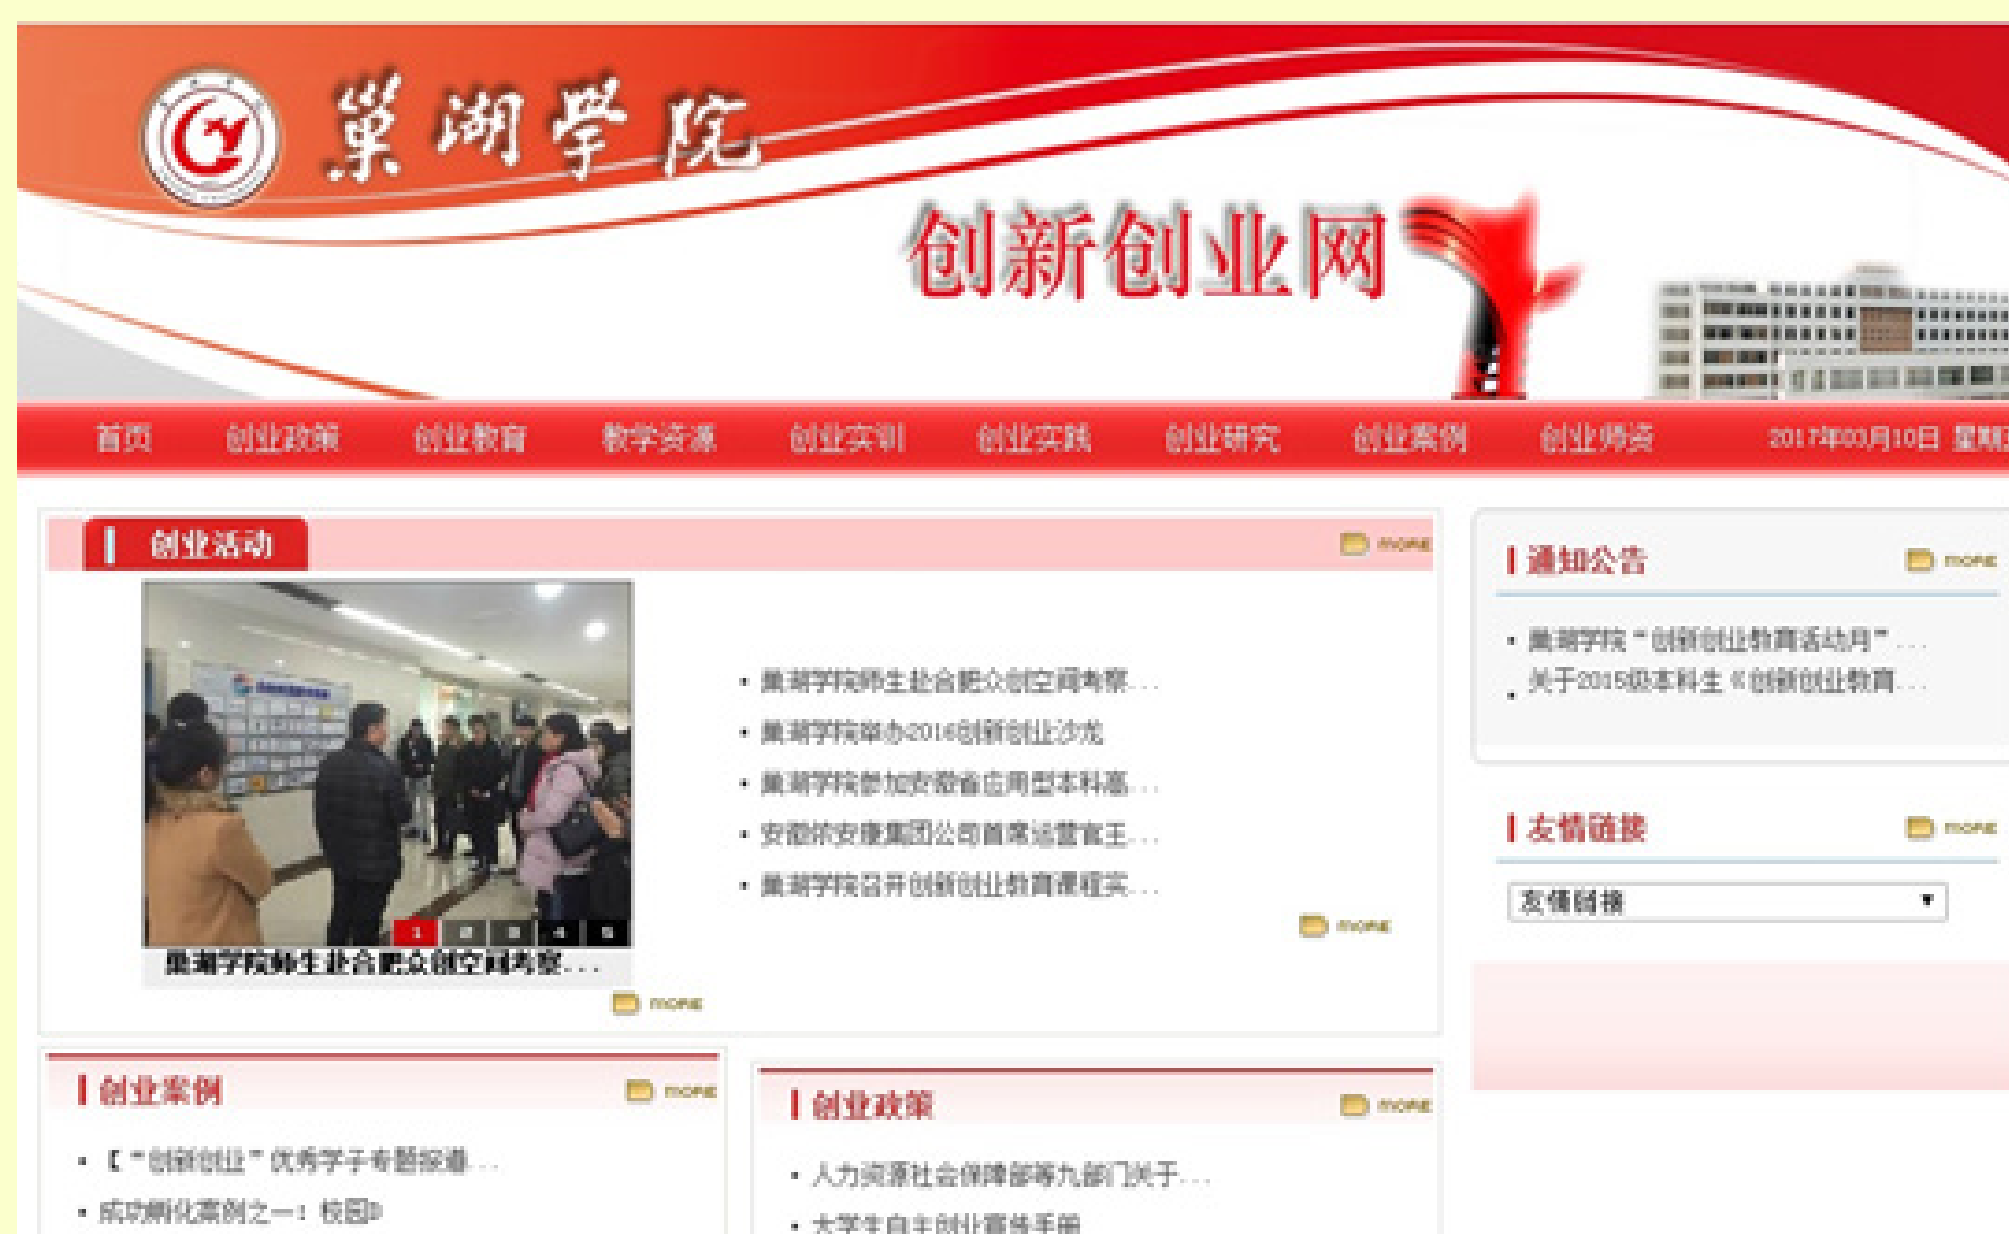 巢湖学院
创新创业网
首页 创业政策 创业教育 教学资源 创业实训 创业实践 创业研究 创业案例 创业师资 2017年03月10日 星期
创业活动 MORE
巢湖学院师生赴合肥众创空间考察...
巢湖学院举办2016创新创业沙龙
巢湖学院参加安徽省应用型本科高...
安徽侬安康集团公司首席运营官王...
巢湖学院召开创新创业教育课程实...
MORE
1 2 3 4 5
巢湖学院师生赴合肥众创空间考察...
MORE
通知公告 MORE
巢湖学院“创新创业教育活动月”...
关于2015级本科生《创新创业教育...
友情链接 MORE
友情链接
创业案例 MORE
【“创新创业”优秀学子专题报道...
成功孵化案例之一：校园D
创业政策 MORE
人力资源社会保障部等九部门关于...
大学生自主创业宣传手册